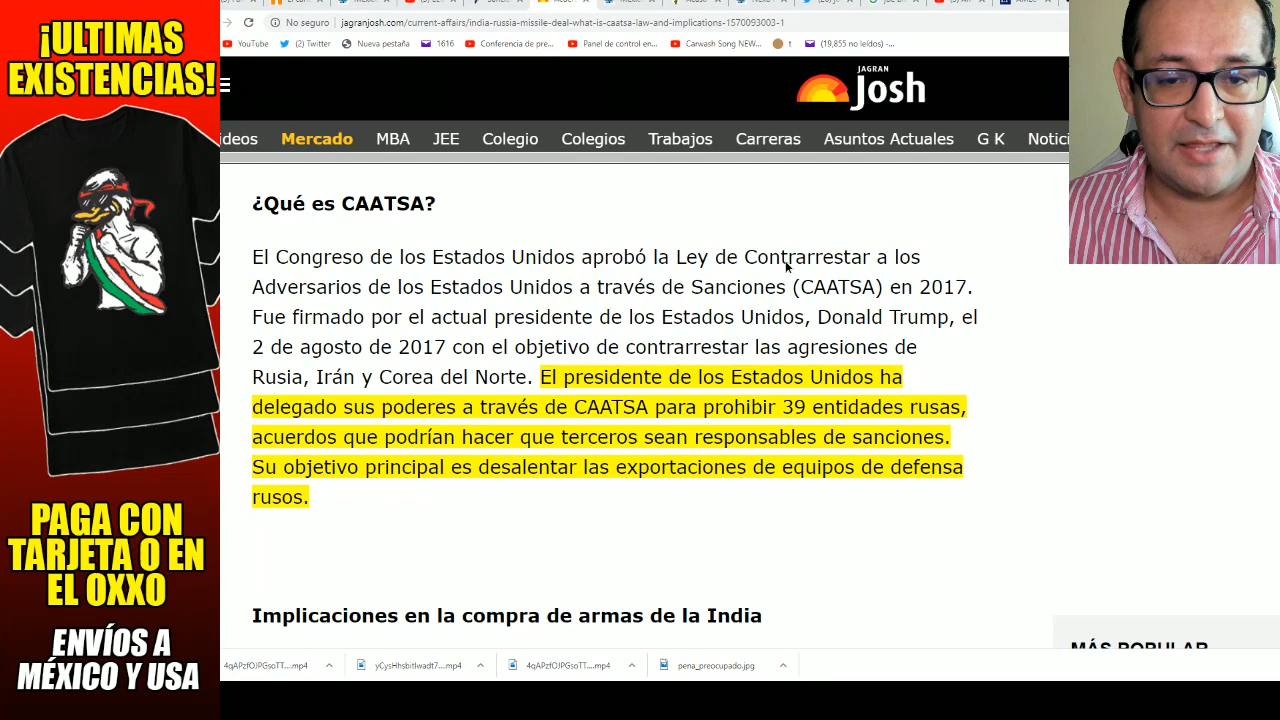 ¡ULTIMAS
EXISTENCIAS!
PAGA CON
TARJETA O EN
EL OXXO
ENVÍOS A
MÉXICO Y USA
No seguro | jagranjosh.com/current-affairs/india-russia-missile-deal-what-is-caatsa-law-and-implications-1570093003-1
YouTube (2) Twitter Nueva pestaña 1616 Conferencia de pre... Panel de control en... Carwash Song NEW... t (19,855 no leídos) -...
JAGRAN
Josh
ideos Mercado MBA JEE Colegio Colegios Trabajos Carreras Asuntos Actuales G K Notici
¿Qué es CAATSA?
El Congreso de los Estados Unidos aprobó la Ley de Contrarrestar a los
Adversarios de los Estados Unidos a través de Sanciones (CAATSA) en 2017.
Fue firmado por el actual presidente de los Estados Unidos, Donald Trump, el
2 de agosto de 2017 con el objetivo de contrarrestar las agresiones de
Rusia, Irán y Corea del Norte. El presidente de los Estados Unidos ha
delegado sus poderes a través de CAATSA para prohibir 39 entidades rusas,
acuerdos que podrían hacer que terceros sean responsables de sanciones.
Su objetivo principal es desalentar las exportaciones de equipos de defensa
rusos.
Implicaciones en la compra de armas de la India
MÁS POPULAR
4qAPzfOJPGsoTT....mp4 yCysHhsbitlwadt7....mp4 4qAPzfOJPGsoTT....mp4 pena_preocupado.jpg